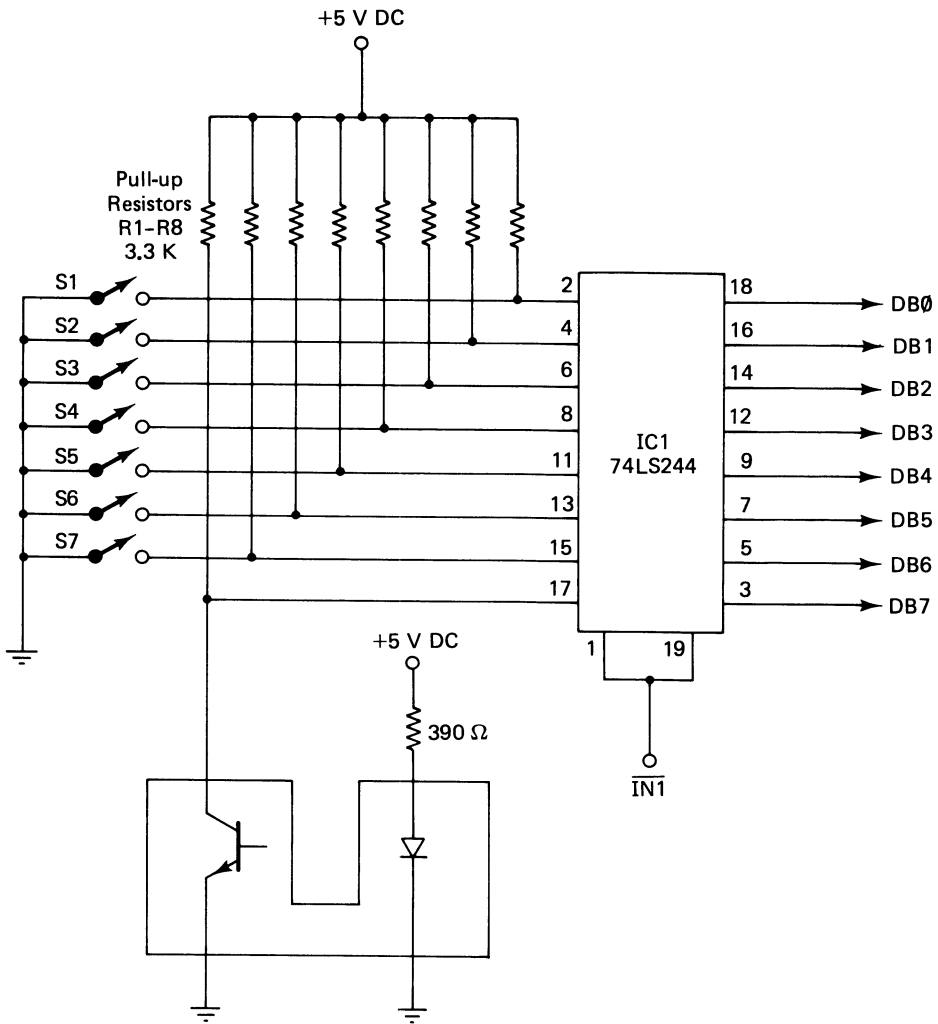 +5 V DC
Pull-up
Resistors
R1–R8
3.3 K
S1
S2
S3
S4
S5
S6
S7
2
4
6
8
11
13
15
17
IC1
74LS244
18
16
14
12
9
7
5
3
1
19
DBØ
DB1
DB2
DB3
DB4
DB5
DB6
DB7
IN1
+5 V DC
390 Ω